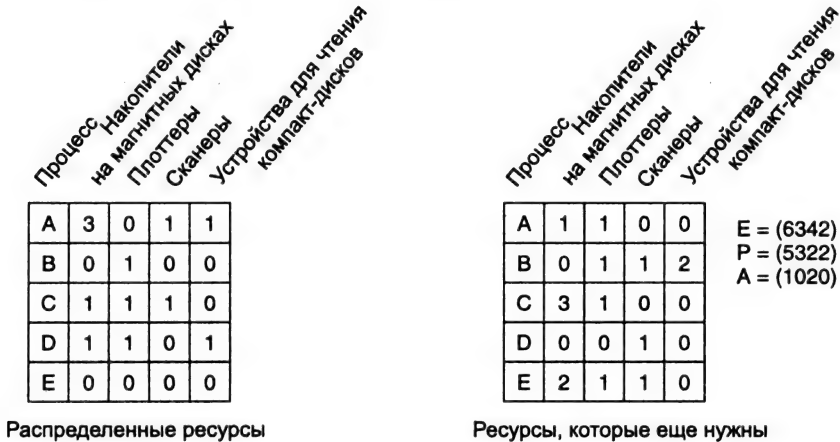 Процесс
Накопители
на магнитных дисках
Плоттеры
Сканеры
Устройства для чтения
компакт-дисков
A 3 0 1 1
B 0 1 0 0
C 1 1 1 0
D 1 1 0 1
E 0 0 0 0
Распределенные ресурсы
Процесс
Накопители
на магнитных дисках
Плоттеры
Сканеры
Устройства для чтения
компакт-дисков
A 1 1 0 0
B 0 1 1 2
C 3 1 0 0
D 0 0 1 0
E 2 1 1 0
Ресурсы, которые еще нужны
E = (6342)
P = (5322)
A = (1020)